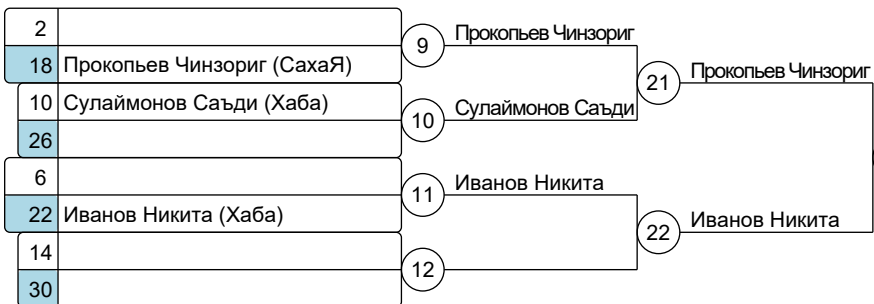 2
9
Прокопьев Чинзориг
18 Прокопьев Чинзориг (СахаЯ)
21
Прокопьев Чинзориг
10 Сулаймонов Саъди (Хаба)
10
Сулаймонов Саъди
26
6
11
Иванов Никита
22 Иванов Никита (Хаба)
22
Иванов Никита
14
12
30